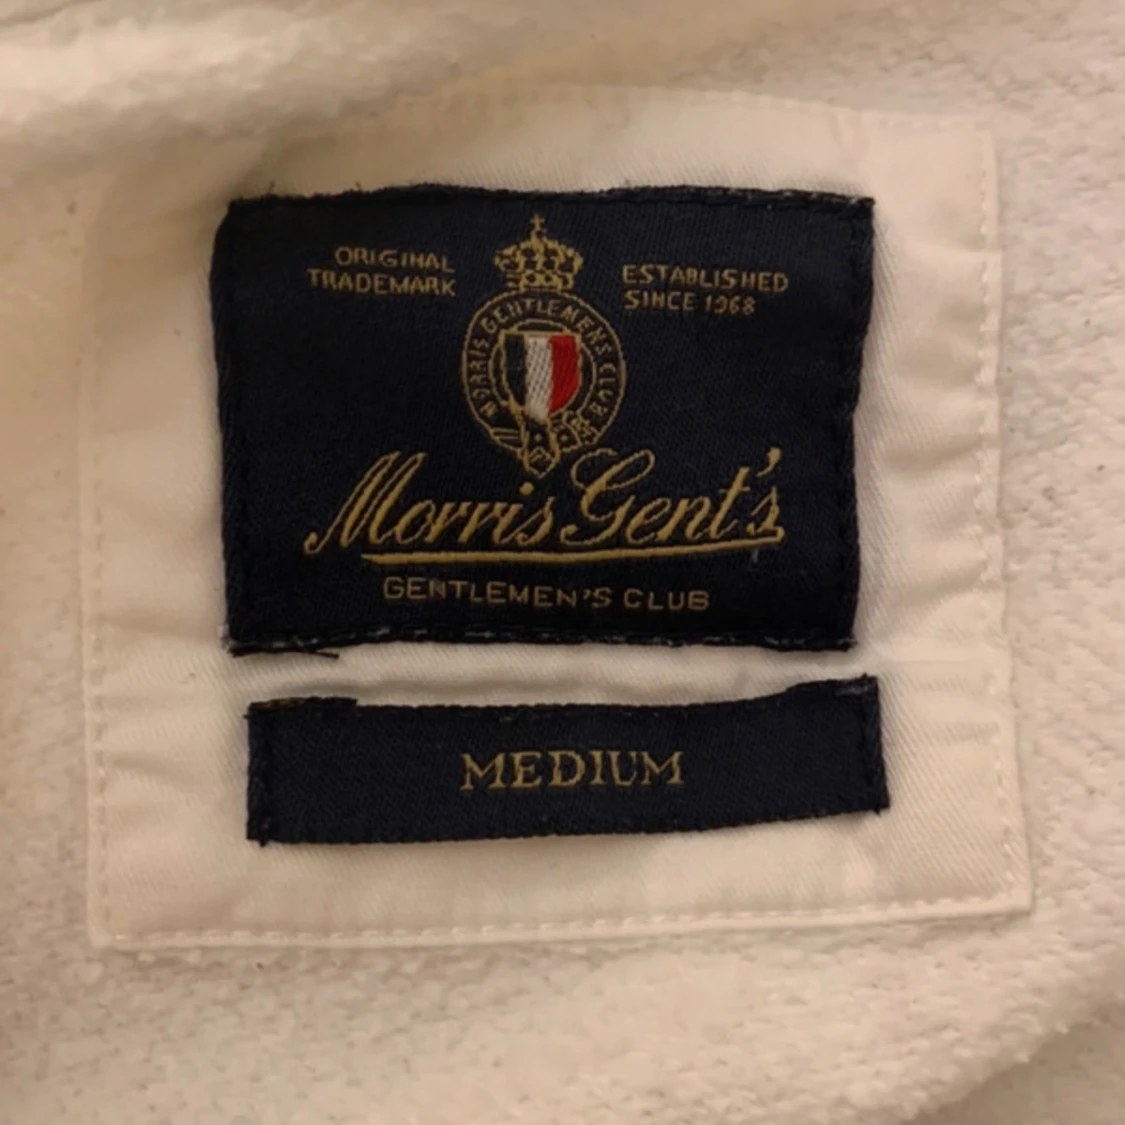 ORIGINAL
TRADEMARK
ESTABLISHED
SINCE 1968
MORRIS GENTLEMENS CLUB
Morris Gent's
GENTLEMEN'S CLUB
MEDIUM